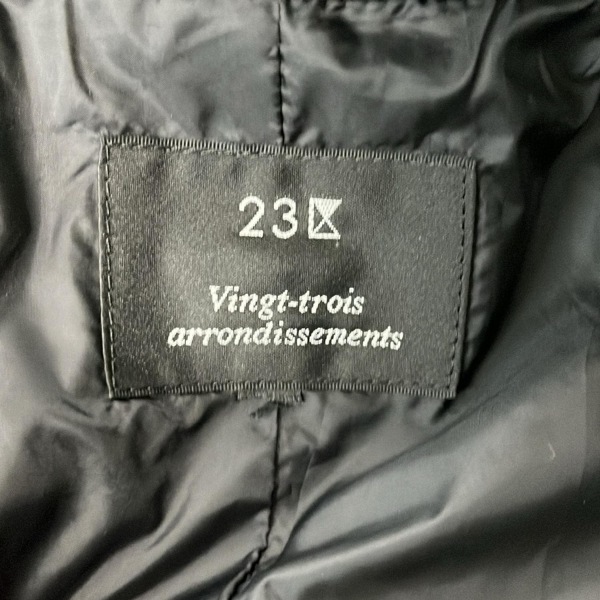 23区
Vingt-trois
arrondissements